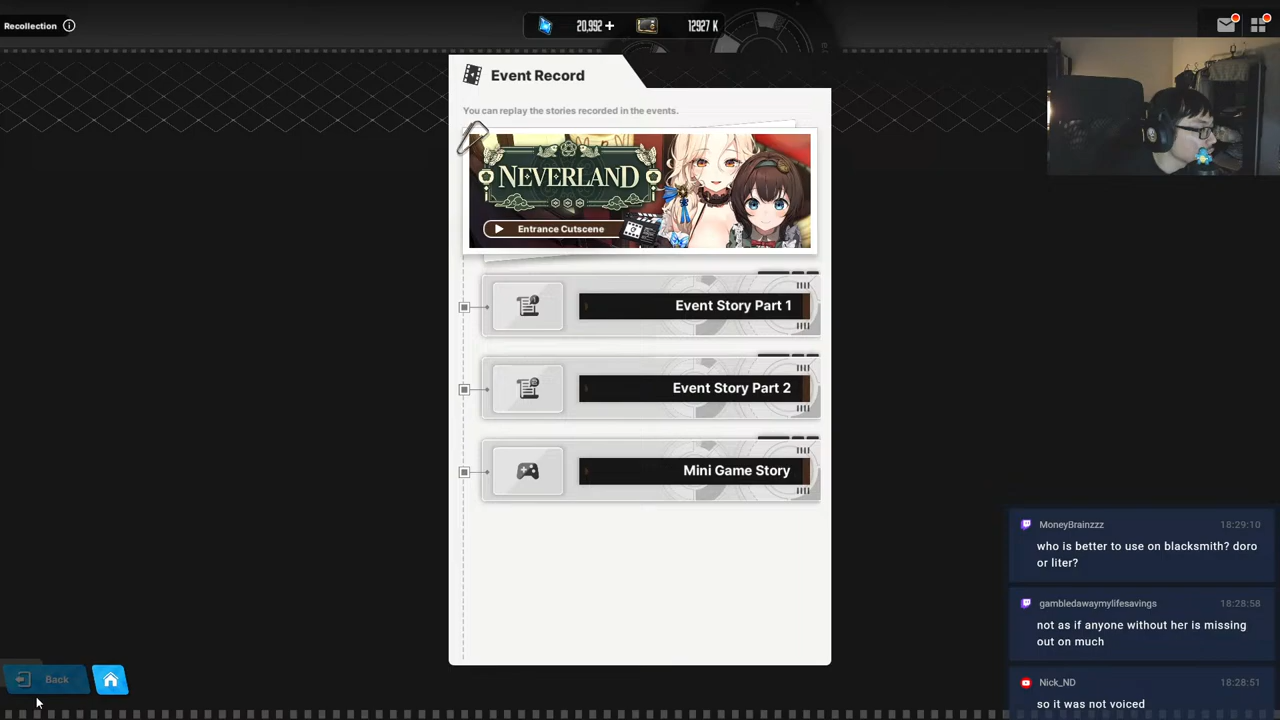 Recollection
20,992 +
12927 K
Event Record
You can replay the stories recorded in the events.
NEVERLAND
Entrance Cutscene
Event Story Part 1
Event Story Part 2
Mini Game Story
Back
MoneyBrainzzz 18:29:10
who is better to use on blacksmith? doro
or liter?
gambledawaymylifesavings 18:28:58
not as if anyone without her is missing
out on much
Nick_ND 18:28:51
so it was not voiced